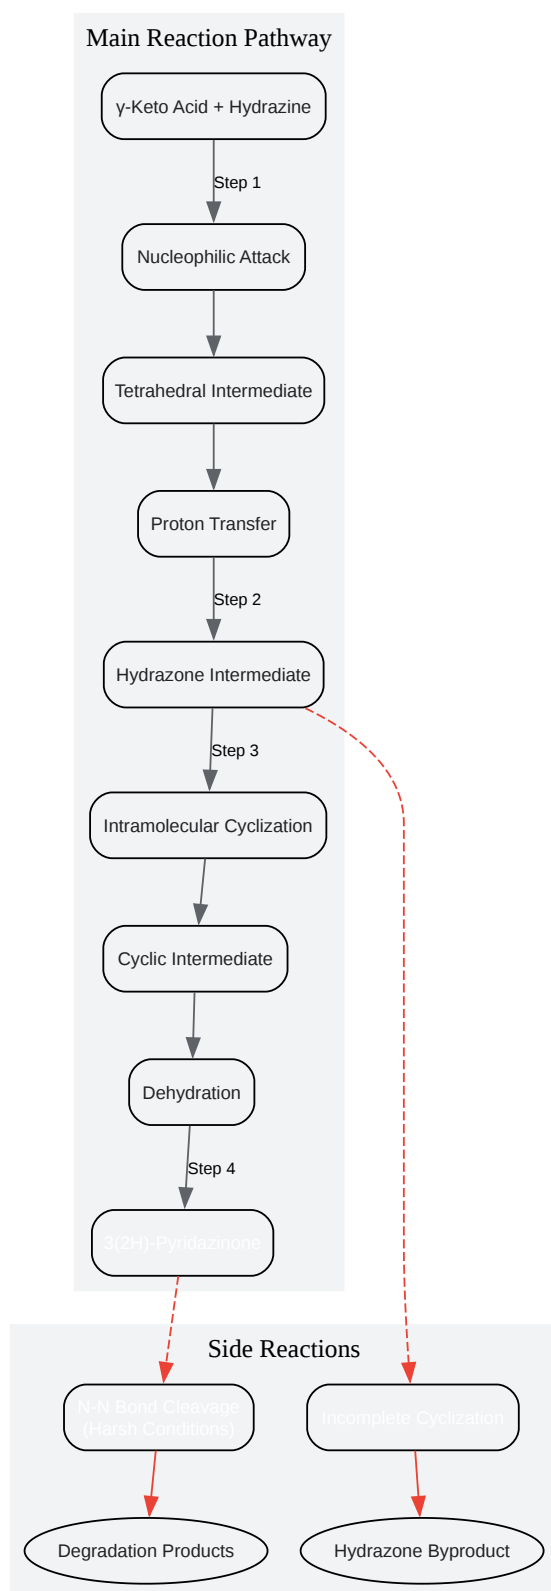 Main Reaction Pathway
γ-Keto Acid + Hydrazine
Step 1
Nucleophilic Attack
Tetrahedral Intermediate
Proton Transfer
Step 2
Hydrazone Intermediate
Step 3
Intramolecular Cyclization
Cyclic Intermediate
Dehydration
Step 4
3(2H)-Pyridazinone
Side Reactions
N-N Bond Cleavage
(Harsh Conditions)
Incomplete Cyclization
Degradation Products
Hydrazone Byproduct